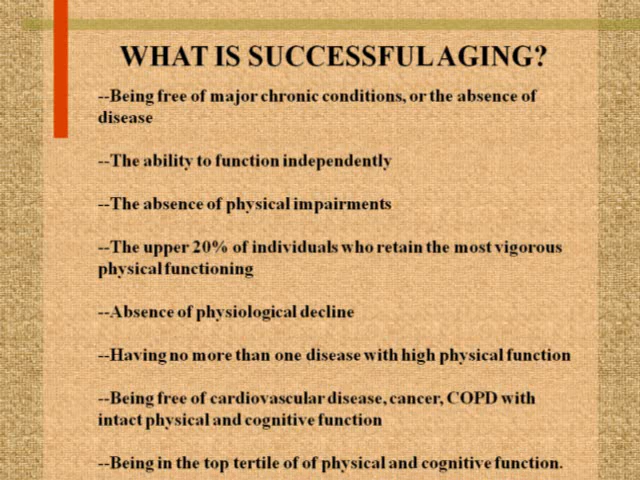 WHAT IS SUCCESSFUL AGING?
--Being free of major chronic conditions, or the absence of
disease
--The ability to function independently
--The absence of physical impairments
--The upper 20% of individuals who retain the most vigorous
physical functioning
--Absence of physiological decline
--Having no more than one disease with high physical function
--Being free of cardiovascular disease, cancer, COPD with
intact physical and cognitive function
--Being in the top tertile of of physical and cognitive function.